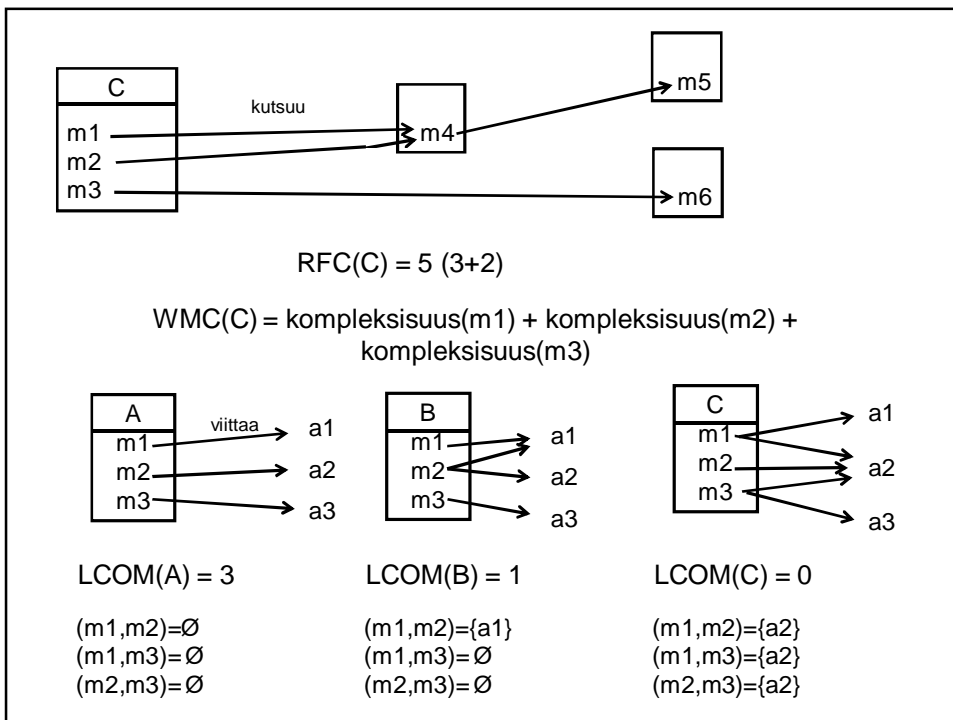 C
m1
m2
m3
kutsuu
m4
m5
m6
RFC(C) = 5 (3+2)
WMC(C) = kompleksisuus(m1) + kompleksisuus(m2) +
kompleksisuus(m3)
A
m1
m2
m3
viittaa
a1
a2
a3
LCOM(A) = 3
(m1,m2)=Ø
(m1,m3)=Ø
(m2,m3)=Ø
B
m1
m2
m3
a1
a2
a3
LCOM(B) = 1
(m1,m2)={a1}
(m1,m3)=Ø
(m2,m3)=Ø
C
m1
m2
m3
a1
a2
a3
LCOM(C) = 0
(m1,m2)={a2}
(m1,m3)={a2}
(m2,m3)={a2}